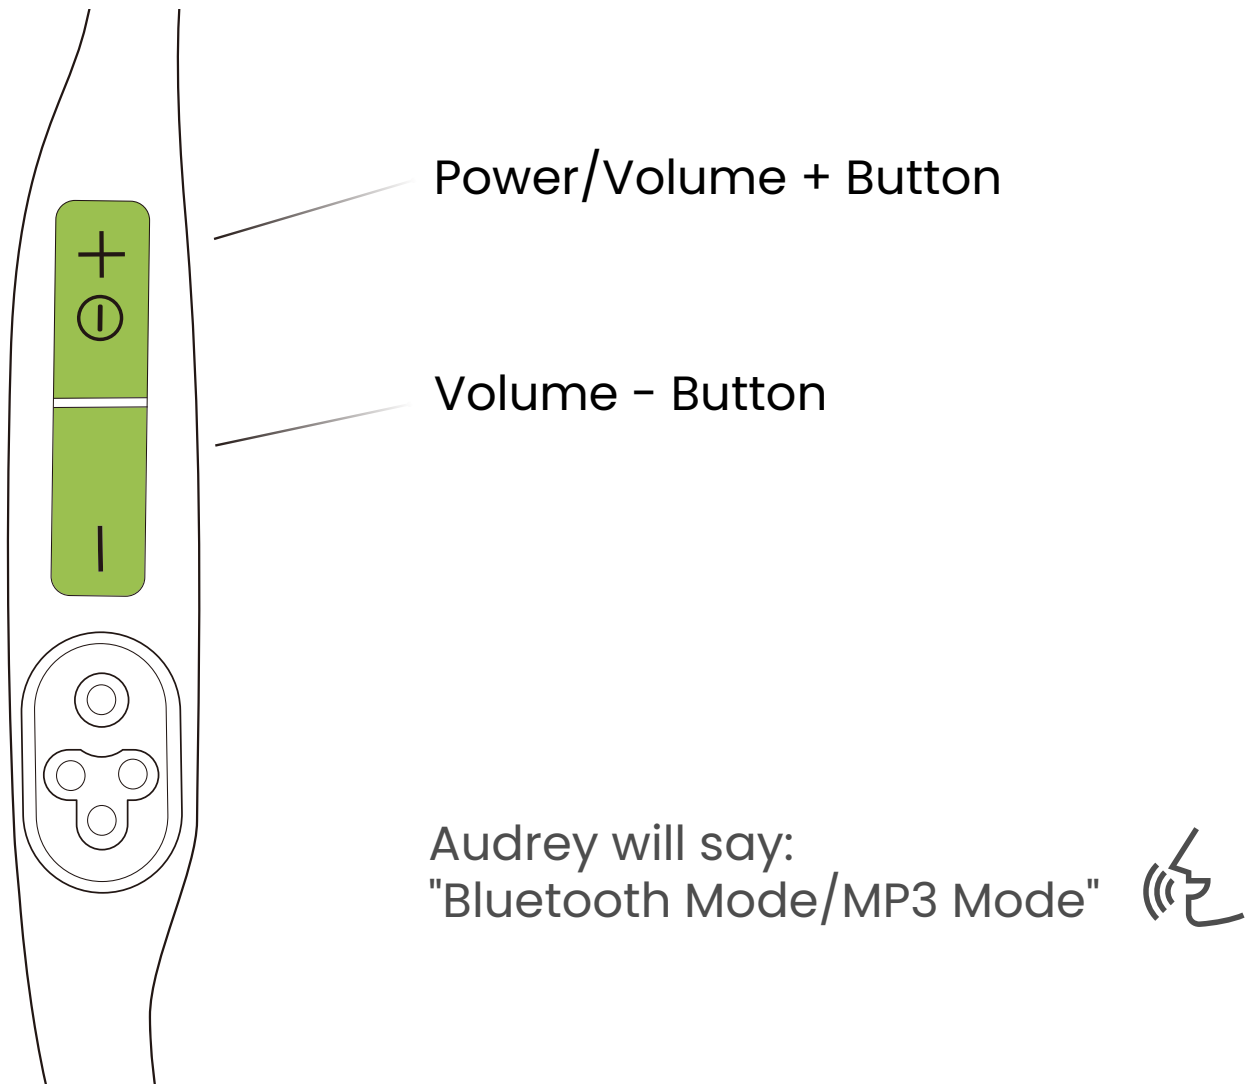 Power/Volume + Button
Volume - Button
Audrey will say:
"Bluetooth Mode/MP3 Mode"